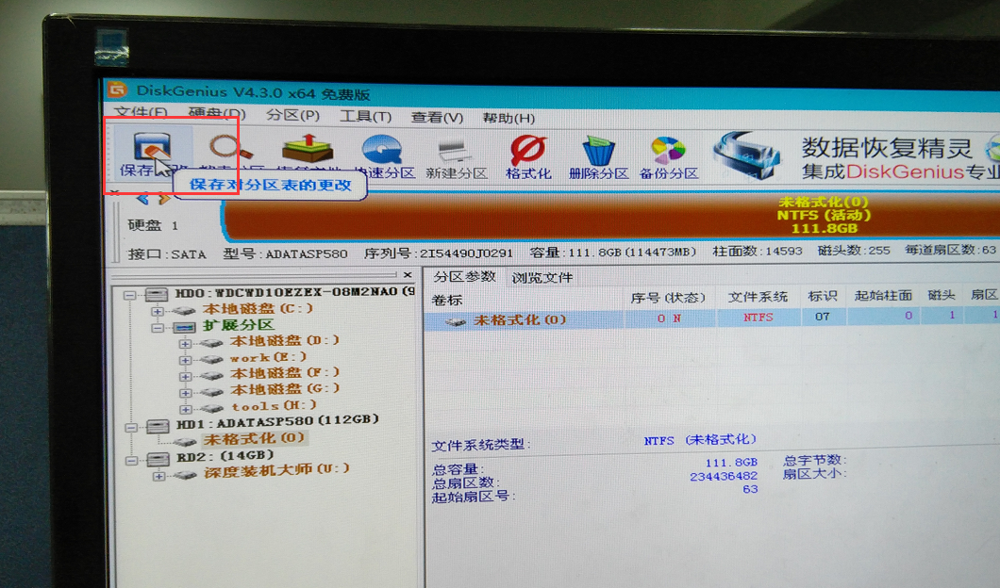 DiskGenius V4.3.0 x64 免费版
文件(F) 硬盘(D) 分区(P) 工具(T) 查看(V) 帮助(H)
保存 快速分区 新建分区 格式化 删除分区 备份分区
数据恢复精灵
集成DiskGenius专业
保存对分区表的更改
硬盘 1
未格式化(0)
NTFS (活动)
111.8GB
接口:SATA 型号:ADATASP580 序列号:2I54490J0291 容量:111.8GB(114473MB) 柱面数:14593 磁头数:255 每道扇区数:63
HD0:WDCWD10EZEX-08M2NA0(9
本地磁盘(C:)
扩展分区
本地磁盘(D:)
work(E:)
本地磁盘(F:)
本地磁盘(G:)
tools(H:)
HD1:ADATASP580(112GB)
未格式化(0)
RD2:(14GB)
深度装机大师(U:)
分区参数 浏览文件
卷标 序号(状态) 文件系统 标识 起始柱面 磁头 扇区
未格式化(0) 0 N NTFS 07 0 1 1
文件系统类型: NTFS (未格式化)
总容量: 111.8GB 总字节数:
总扇区数: 234436482 扇区大小:
起始扇区号: 63